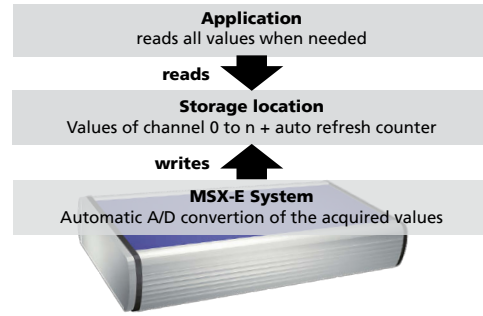 Application
reads all values when needed
reads
Storage location
Values of channel 0 to n + auto refresh counter
writes
MSX-E System
Automatic A/D convertion of the acquired values